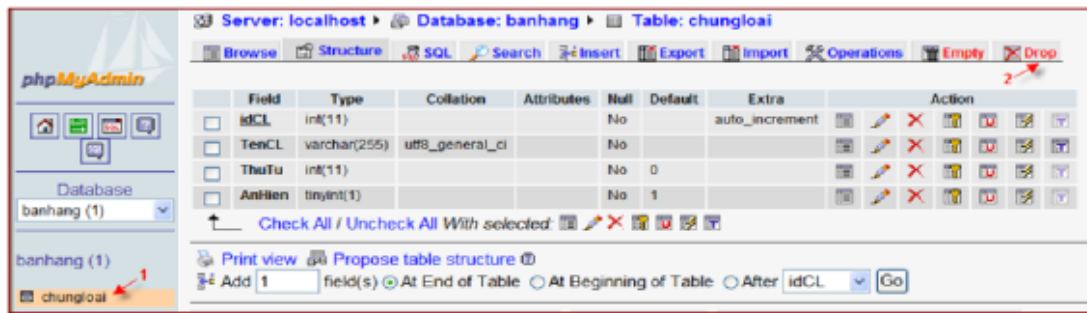 Server: localhost ▸ Database: banhang ▸ Table: chungloai
Browse Structure SQL Search Insert Export Import Operations Empty Drop
2
phpMyAdmin
Field Type Collation Attributes Null Default Extra Action
idCL int(11) No auto_increment
TenCL varchar(255) utf8_general_ci No
ThuTu int(11) No 0
AnHien tinyint(1) No 1
Database
banhang (1)
Check All / Uncheck All With selected:
banhang (1)
Print view Propose table structure
Add 1 field(s) At End of Table At Beginning of Table After idCL Go
1
chungloai